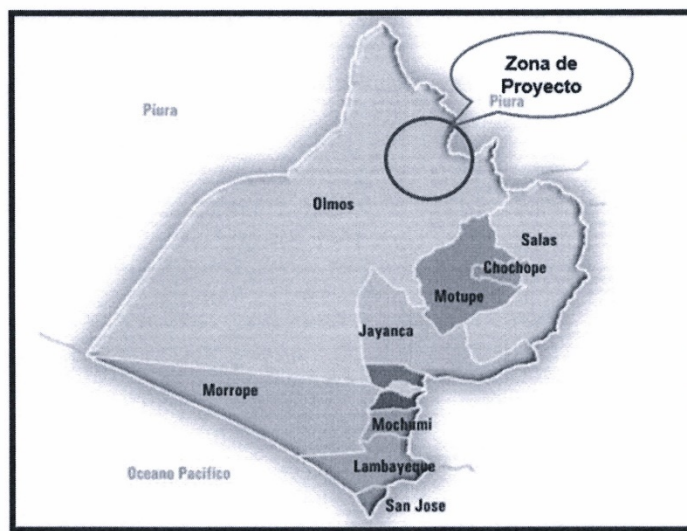 Zona de
Proyecto
Piura
Piura
Olmos
Salas
Chochope
Motupe
Jayanca
Morrope
Mochumi
Lambayeque
Oceano Pacifico
San Jose